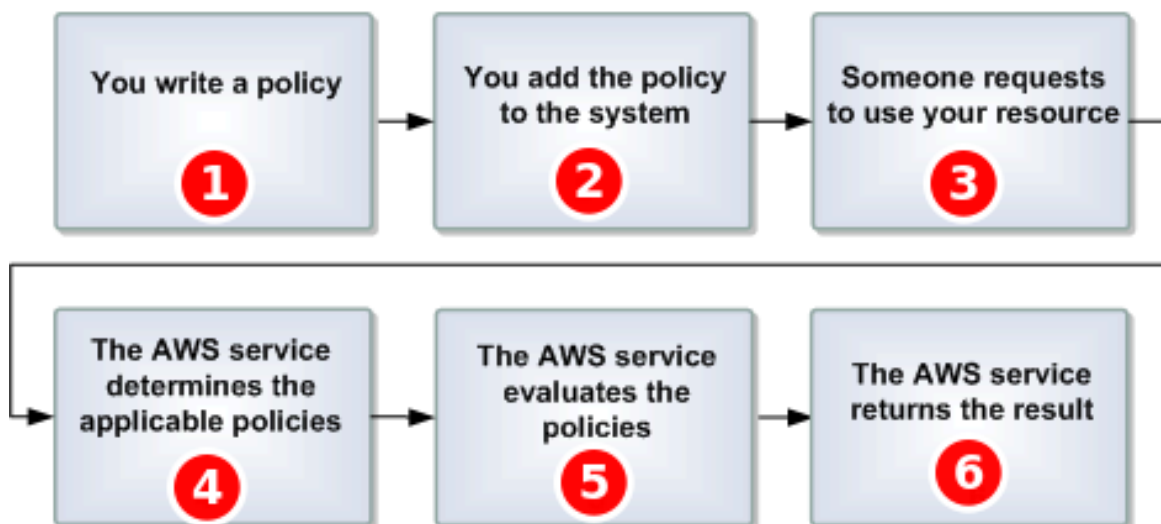 You write a policy
1
You add the policy
to the system
2
Someone requests
to use your resource
3
The AWS service
determines the
applicable policies
4
The AWS service
evaluates the
policies
5
The AWS service
returns the result
6